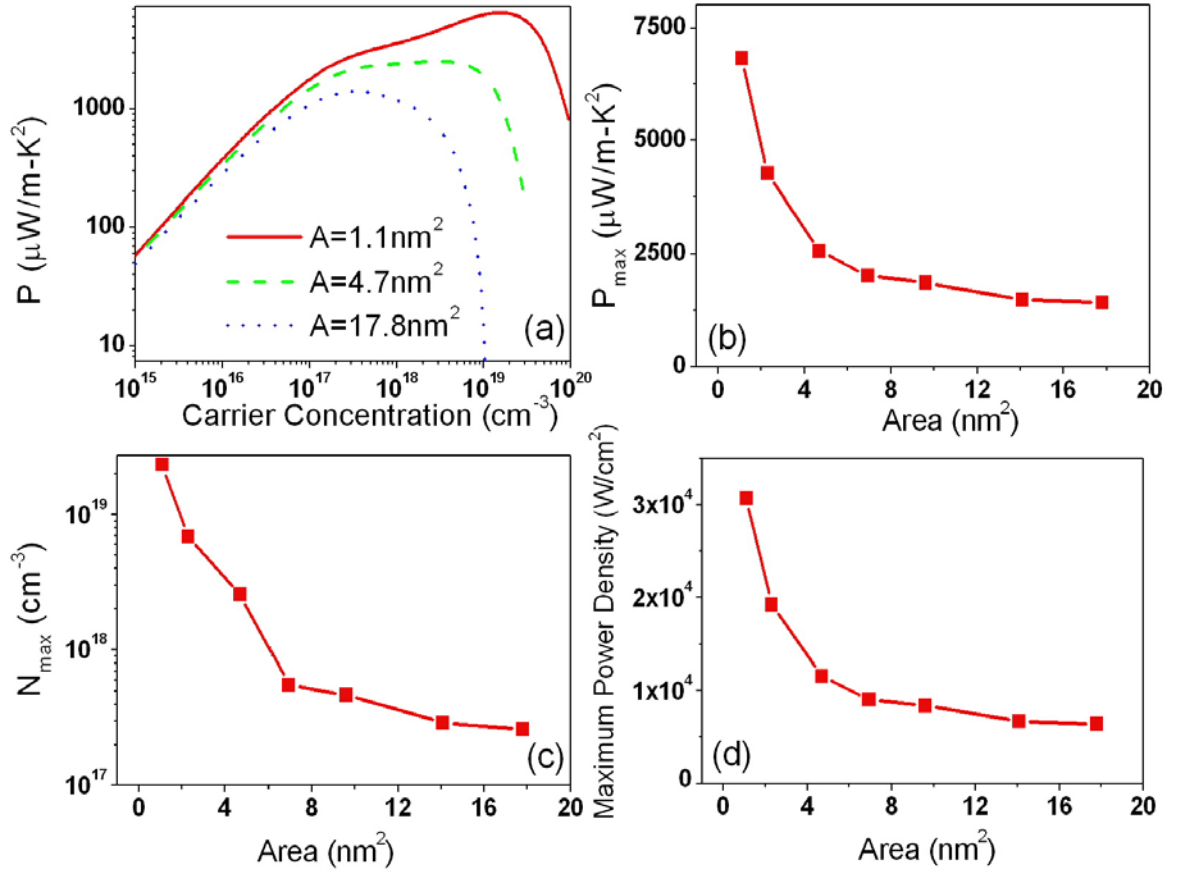 P (μW/m-K²)
1000
100
10
A=1.1nm²
A=4.7nm²
A=17.8nm²
(a)
10¹⁵ 10¹⁶ 10¹⁷ 10¹⁸ 10¹⁹ 10²⁰
Carrier Concentration (cm⁻³)
P_max (μW/m-K²)
7500
5000
2500
0
(b)
0 4 8 12 16 20
Area (nm²)
N_max (cm⁻³)
10¹⁹
10¹⁸
10¹⁷
(c)
0 4 8 12 16 20
Area (nm²)
Maximum Power Density (W/cm²)
3x10⁴
2x10⁴
1x10⁴
0
(d)
0 4 8 12 16 20
Area (nm²)